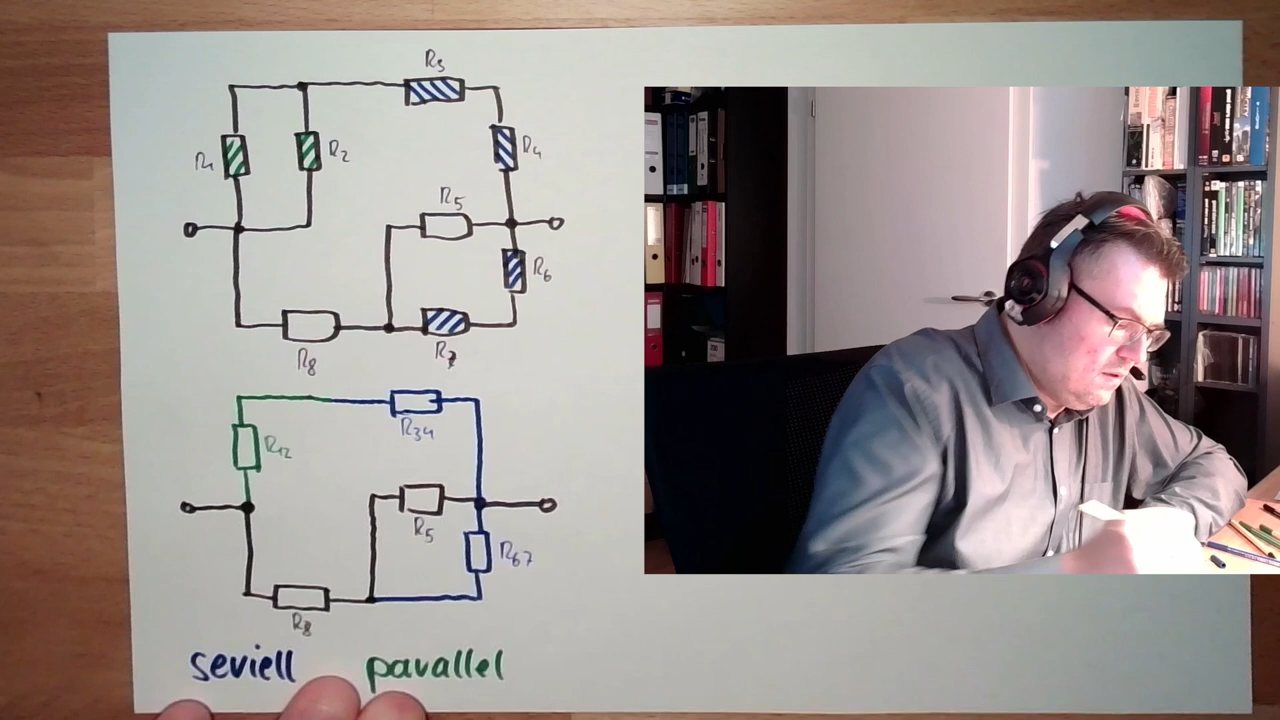 R3
R1 R2 R4
R5
R6
R8 R7
R34
R12
R5
R67
R8
seriell parallel